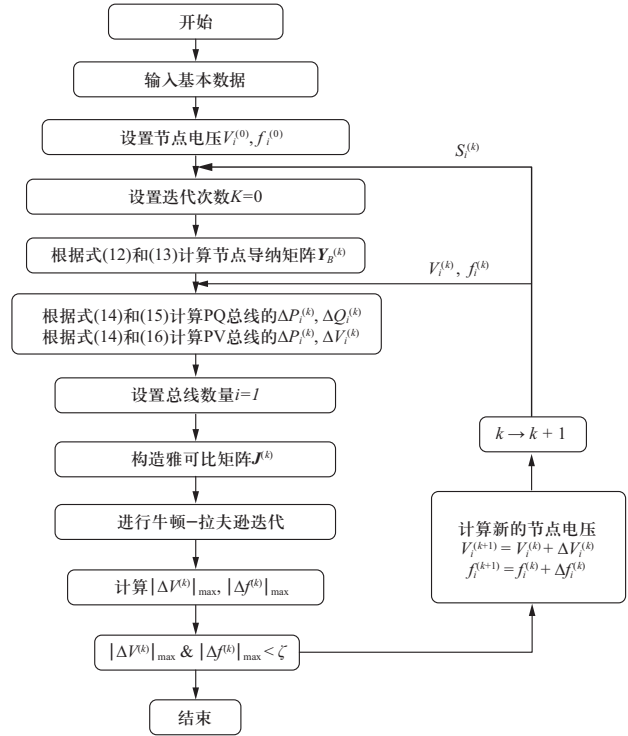 开始
输入基本数据
设置节点电压V_i^(0), f_i^(0)
S_i^(k)
设置迭代次数K=0
根据式(12)和(13)计算节点导纳矩阵Y_B^(k)
V_i^(k), f_i^(k)
根据式(14)和(15)计算PQ总线的ΔP_i^(k), ΔQ_i^(k)
根据式(14)和(16)计算PV总线的ΔP_i^(k), ΔV_i^(k)
设置总线数量i=1
k → k + 1
构造雅可比矩阵J^(k)
进行牛顿−拉夫逊迭代
计算新的节点电压
V_i^(k+1) = V_i^(k) + ΔV_i^(k)
f_i^(k+1) = f_i^(k) + Δf_i^(k)
计算|ΔV^(k)|_max, |Δf^(k)|_max
|ΔV^(k)|_max & |Δf^(k)|_max < ζ
结束